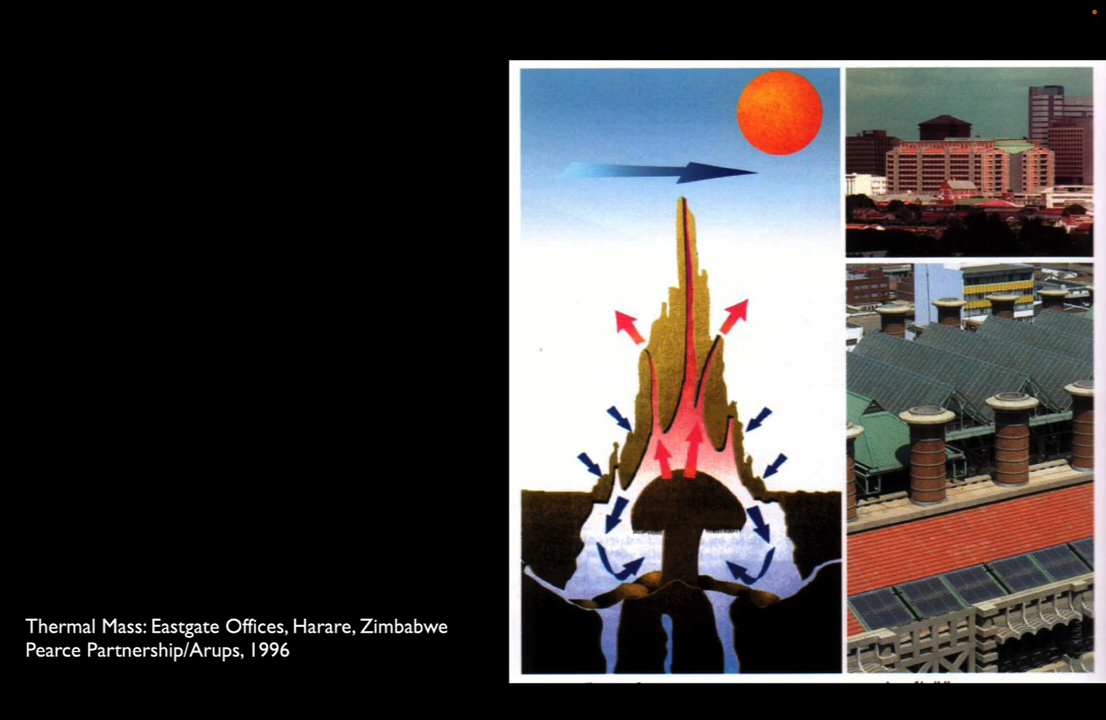 Thermal Mass: Eastgate Offices, Harare, Zimbabwe
Pearce Partnership/Arups, 1996